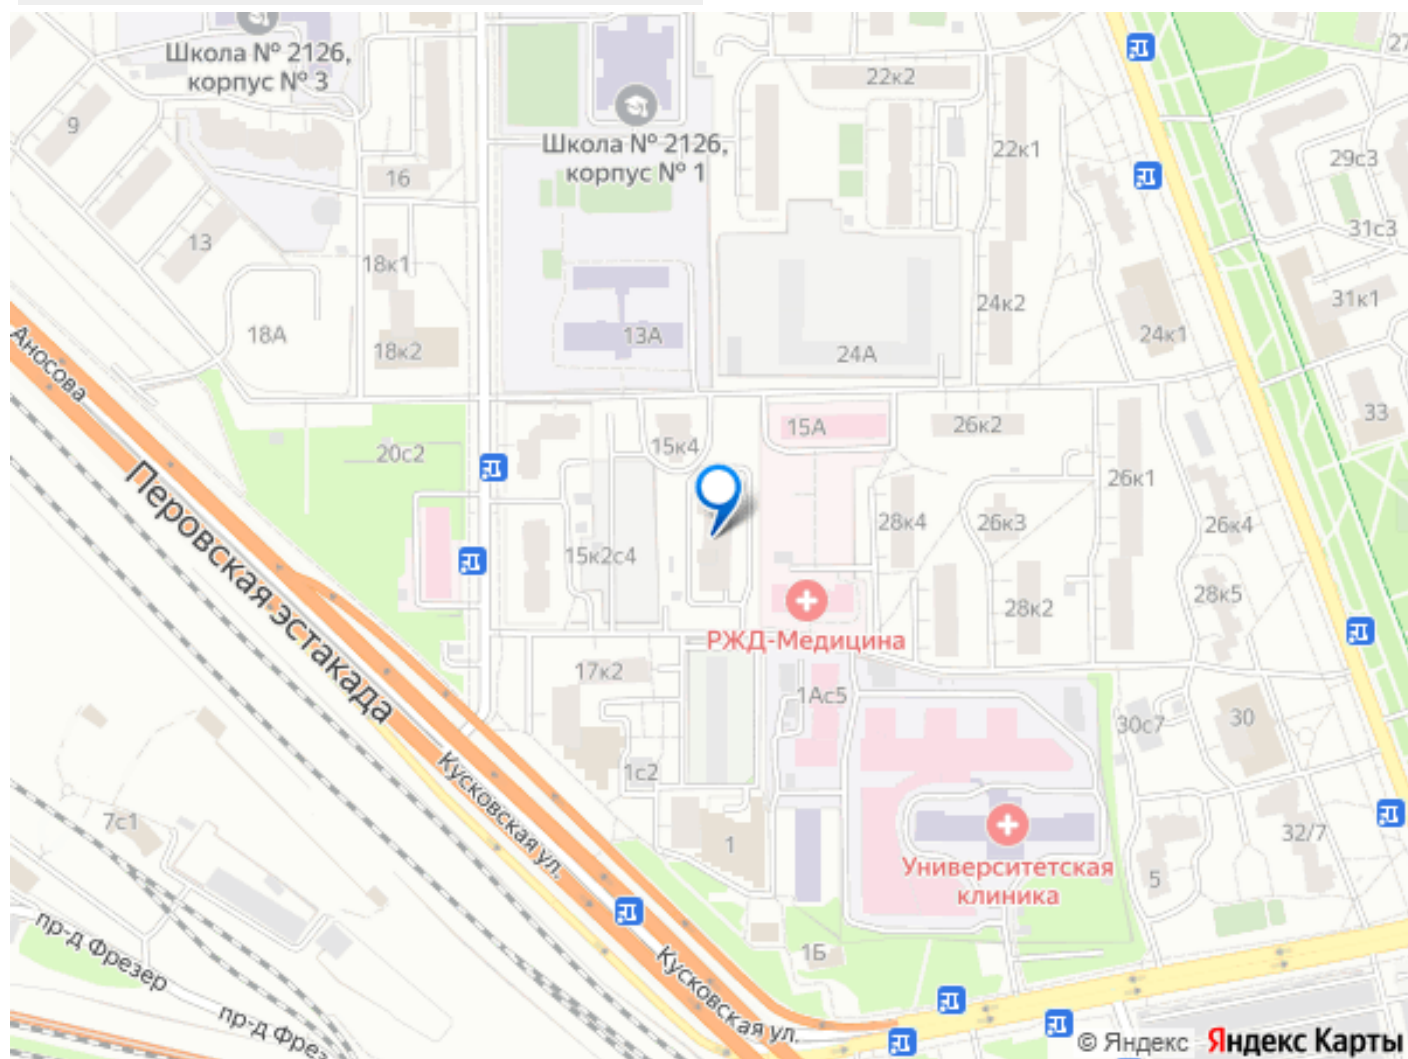 Школа № 2126,
корпус № 3
Школа № 2126,
корпус № 1
22к2
27
9
16
22к1
29с3
13
31с3
18к1
24к2
31к1
18А
18к2
13А
24А
24к1
Аносова
33
15А
26к2
15к4
20с2
26к1
28к4
26к3
26к4
15к2с4
Перовская эстакада
28к5
28к2
РЖД-Медицина
17к2
1Ас5
30с7
30
1с2
Кусковская ул.
7с1
1
32/7
Университетская
клиника
5
пр-д Фрезер
1Б
Кусковская ул.
пр-д Фрезе
© Яндекс Яндекс Карты